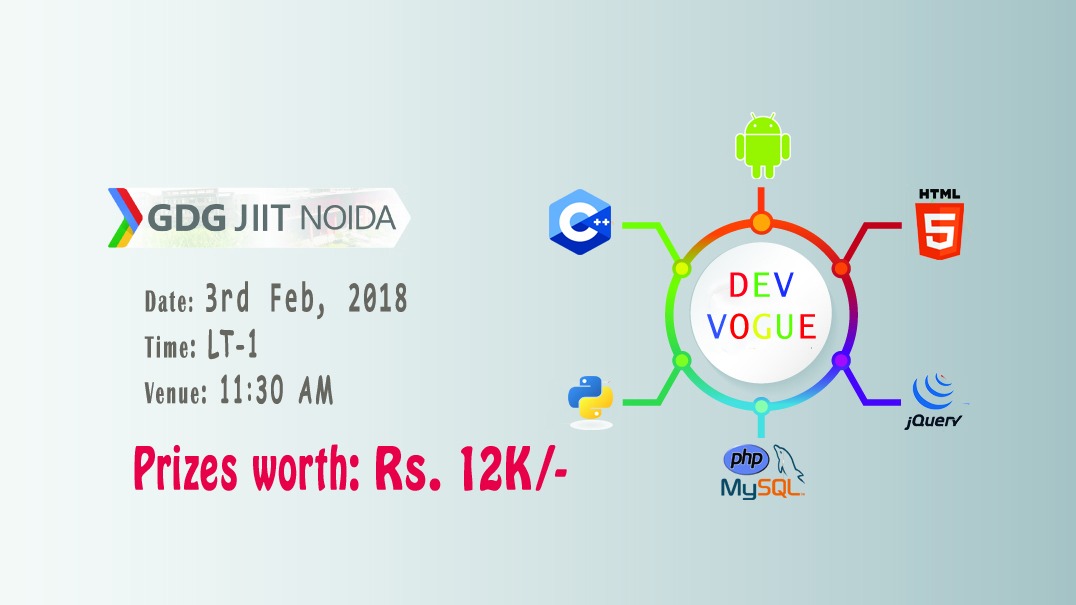 GDG JIIT NOIDA
Date: 3rd Feb, 2018
Time: LT-1
Venue: 11:30 AM
Prizes worth: Rs. 12K/-
DEV
VOGUE
C++
HTML
5
jQuery
php
MySQL